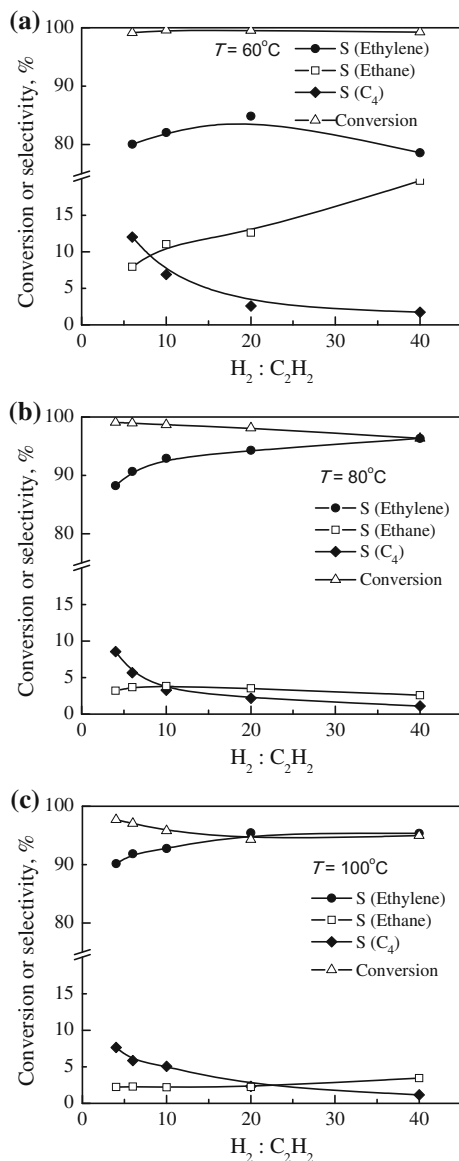 (a)
100
90
80
15
10
5
0
Conversion or selectivity, %
T = 60°C
S (Ethylene)
S (Ethane)
S (C₄)
Conversion
0 10 20 30 40
H₂ : C₂H₂
(b)
100
90
80
10
5
0
Conversion or selectivity, %
T = 80°C
S (Ethylene)
S (Ethane)
S (C₄)
Conversion
0 10 20 30 40
H₂ : C₂H₂
(c)
100
90
80
10
5
0
Conversion or selectivity, %
T = 100°C
S (Ethylene)
S (Ethane)
S (C₄)
Conversion
0 10 20 30 40
H₂ : C₂H₂